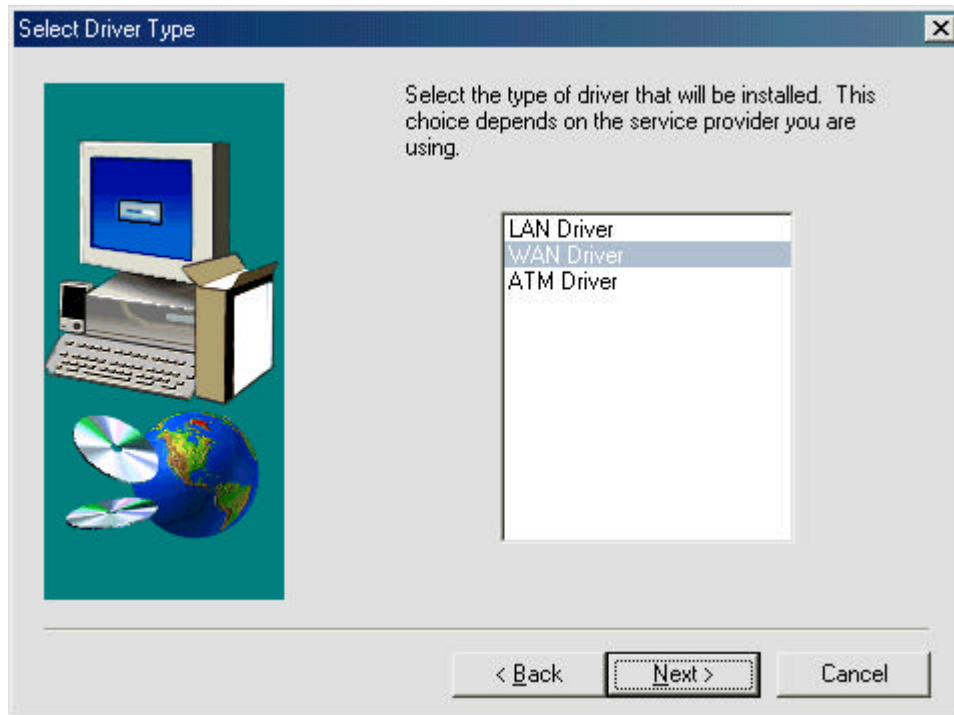 Select Driver Type
Select the type of driver that will be installed. This
choice depends on the service provider you are
using.
LAN Driver
WAN Driver
ATM Driver
< Back
Next >
Cancel